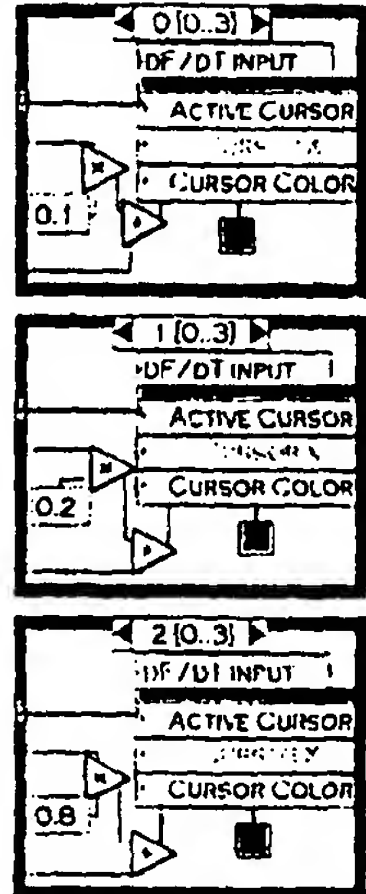 0 [0..3]
DF/DT INPUT
ACTIVE CURSOR
CURSOR COLOR
0.1
1 [0..3]
DF/DT INPUT
ACTIVE CURSOR
CURSOR X
CURSOR COLOR
0.2
2 [0..3]
DF/DT INPUT
ACTIVE CURSOR
CURSOR COLOR
0.8